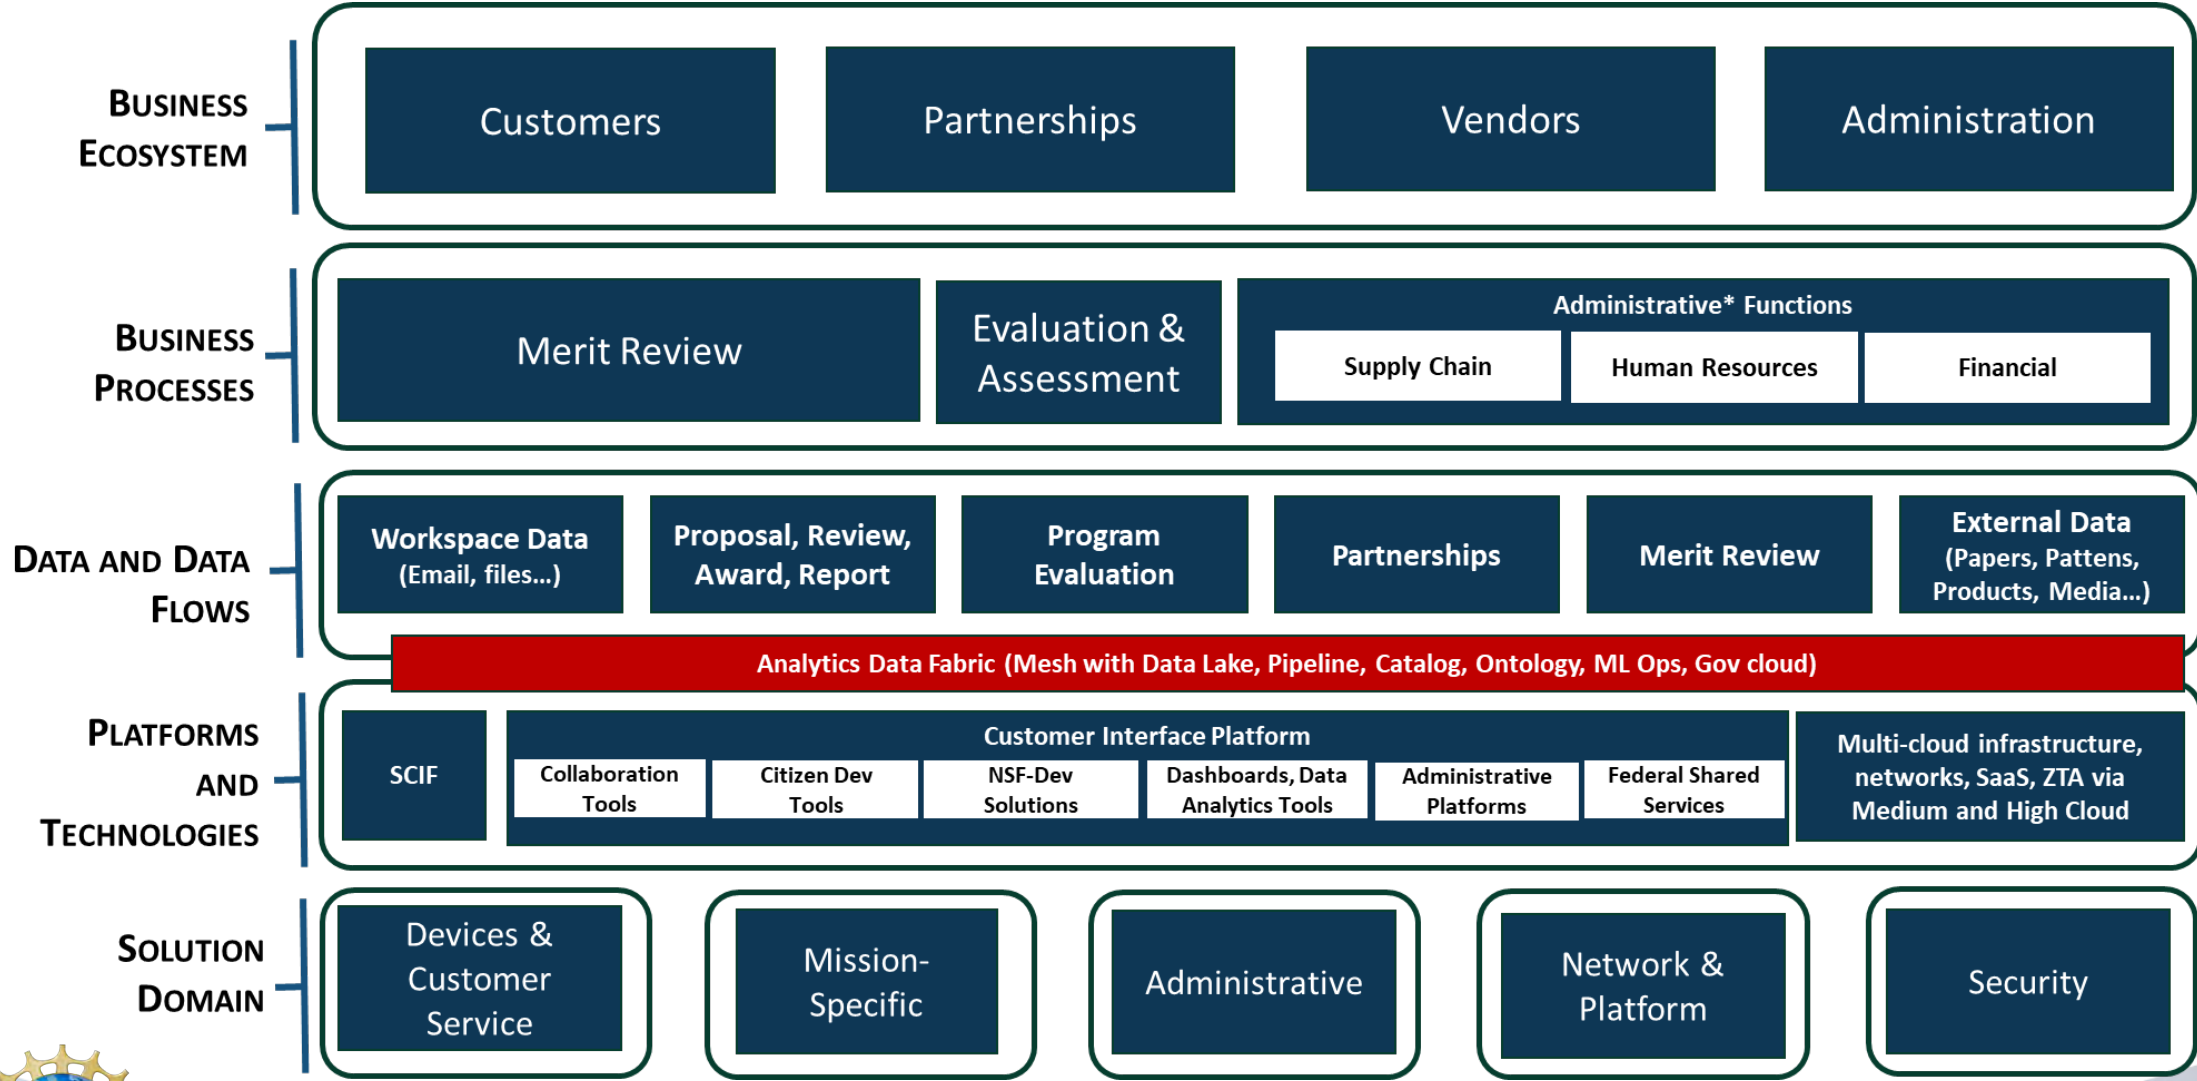 BUSINESS
ECOSYSTEM
Customers
Partnerships
Vendors
Administration
BUSINESS
PROCESSES
Merit Review
Evaluation &
Assessment
Administrative* Functions
Supply Chain
Human Resources
Financial
DATA AND DATA
FLOWS
Workspace Data
(Email, files...)
Proposal, Review,
Award, Report
Program
Evaluation
Partnerships
Merit Review
External Data
(Papers, Pattens,
Products, Media...)
Analytics Data Fabric (Mesh with Data Lake, Pipeline, Catalog, Ontology, ML Ops, Gov cloud)
PLATFORMS
AND
TECHNOLOGIES
SCIF
Customer Interface Platform
Collaboration
Tools
Citizen Dev
Tools
NSF-Dev
Solutions
Dashboards, Data
Analytics Tools
Administrative
Platforms
Federal Shared
Services
Multi-cloud infrastructure,
networks, SaaS, ZTA via
Medium and High Cloud
SOLUTION
DOMAIN
Devices &
Customer
Service
Mission-
Specific
Administrative
Network &
Platform
Security